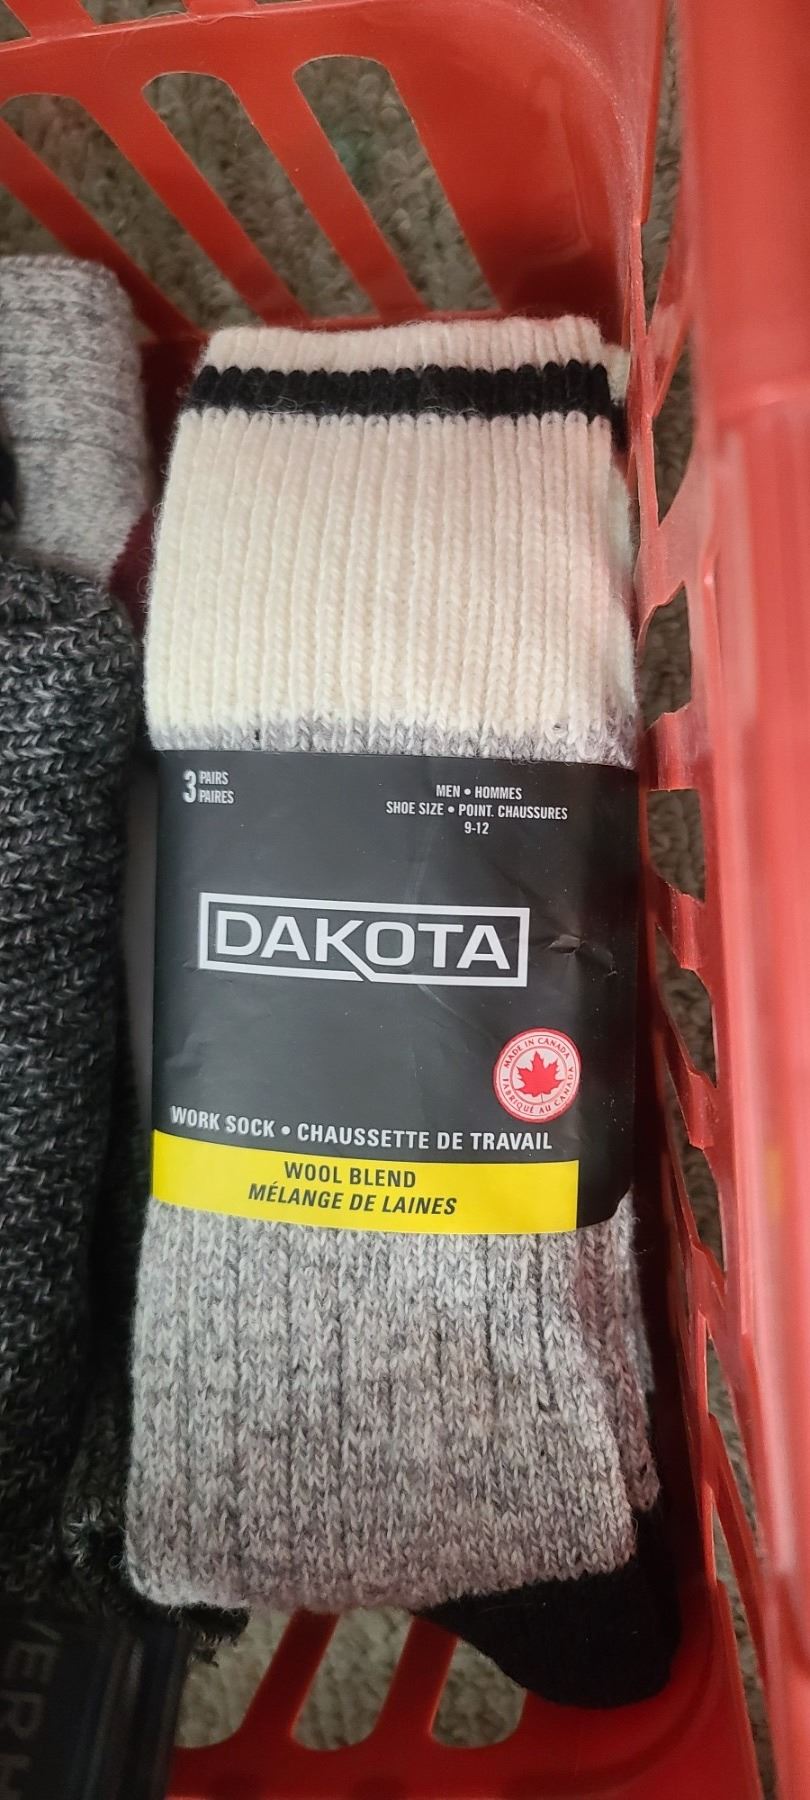 3 PAIRS
PAIRES
MEN • HOMMES
SHOE SIZE • POINT. CHAUSSURES
9-12
DAKOTA
MADE IN CANADA
FABRIQUÉ AU CANADA
WORK SOCK • CHAUSSETTE DE TRAVAIL
WOOL BLEND
MÉLANGE DE LAINES